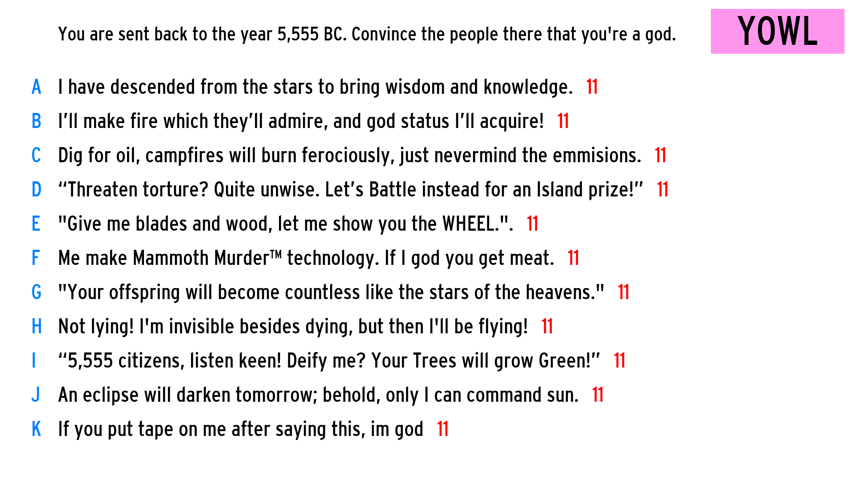 You are sent back to the year 5,555 BC. Convince the people there that you're a god.
YOWL
A I have descended from the stars to bring wisdom and knowledge. 11
B I’ll make fire which they’ll admire, and god status I’ll acquire! 11
C Dig for oil, campfires will burn ferociously, just nevermind the emmisions. 11
D “Threaten torture? Quite unwise. Let’s Battle instead for an Island prize!” 11
E "Give me blades and wood, let me show you the WHEEL.". 11
F Me make Mammoth Murder™ technology. If I god you get meat. 11
G "Your offspring will become countless like the stars of the heavens." 11
H Not lying! I'm invisible besides dying, but then I'll be flying! 11
I “5,555 citizens, listen keen! Deify me? Your Trees will grow Green!” 11
J An eclipse will darken tomorrow; behold, only I can command sun. 11
K If you put tape on me after saying this, im god 11